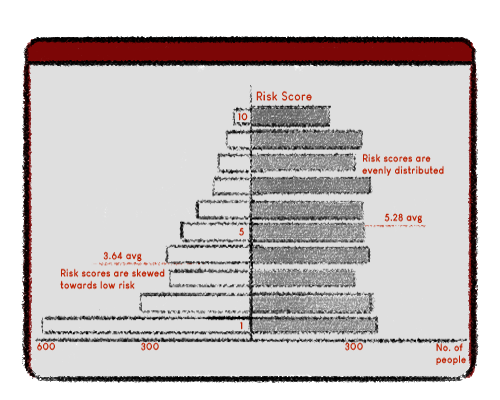 Risk Score
10
Risk scores are
evenly distributed
5.28 avg
5
3.64 avg
Risk scores are skewed
towards low risk
1
600
300
300
No. of
people